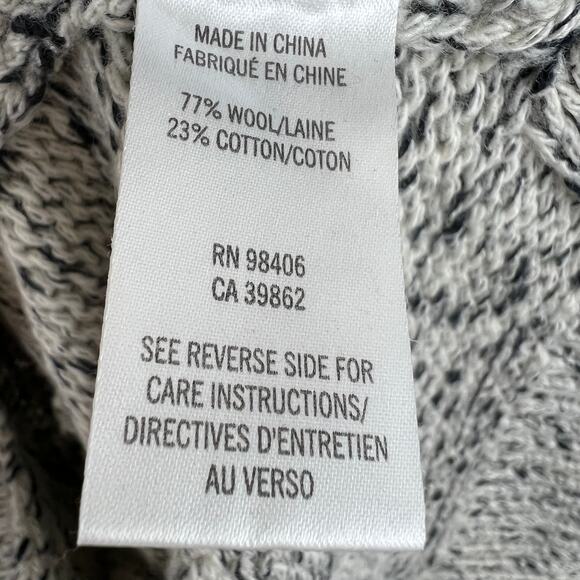 MADE IN CHINA
FABRIQUÉ EN CHINE
77% WOOL/LAINE
23% COTTON/COTON
RN 98406
CA 39862
SEE REVERSE SIDE FOR
CARE INSTRUCTIONS/
DIRECTIVES D'ENTRETIEN
AU VERSO